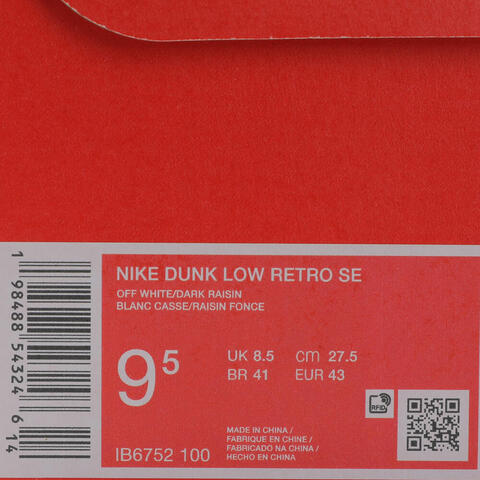 NIKE DUNK LOW RETRO SE
OFF WHITE/DARK RAISIN
BLANC CASSE/RAISIN FONCE
9 5
UK 8.5 cm 27.5
BR 41 EUR 43
RFID
MADE IN CHINA /
FABRIQUE EN CHINE /
FABRICADO NA CHINA /
HECHO EN CHINA
IB6752 100
1 98488 54324 6 14